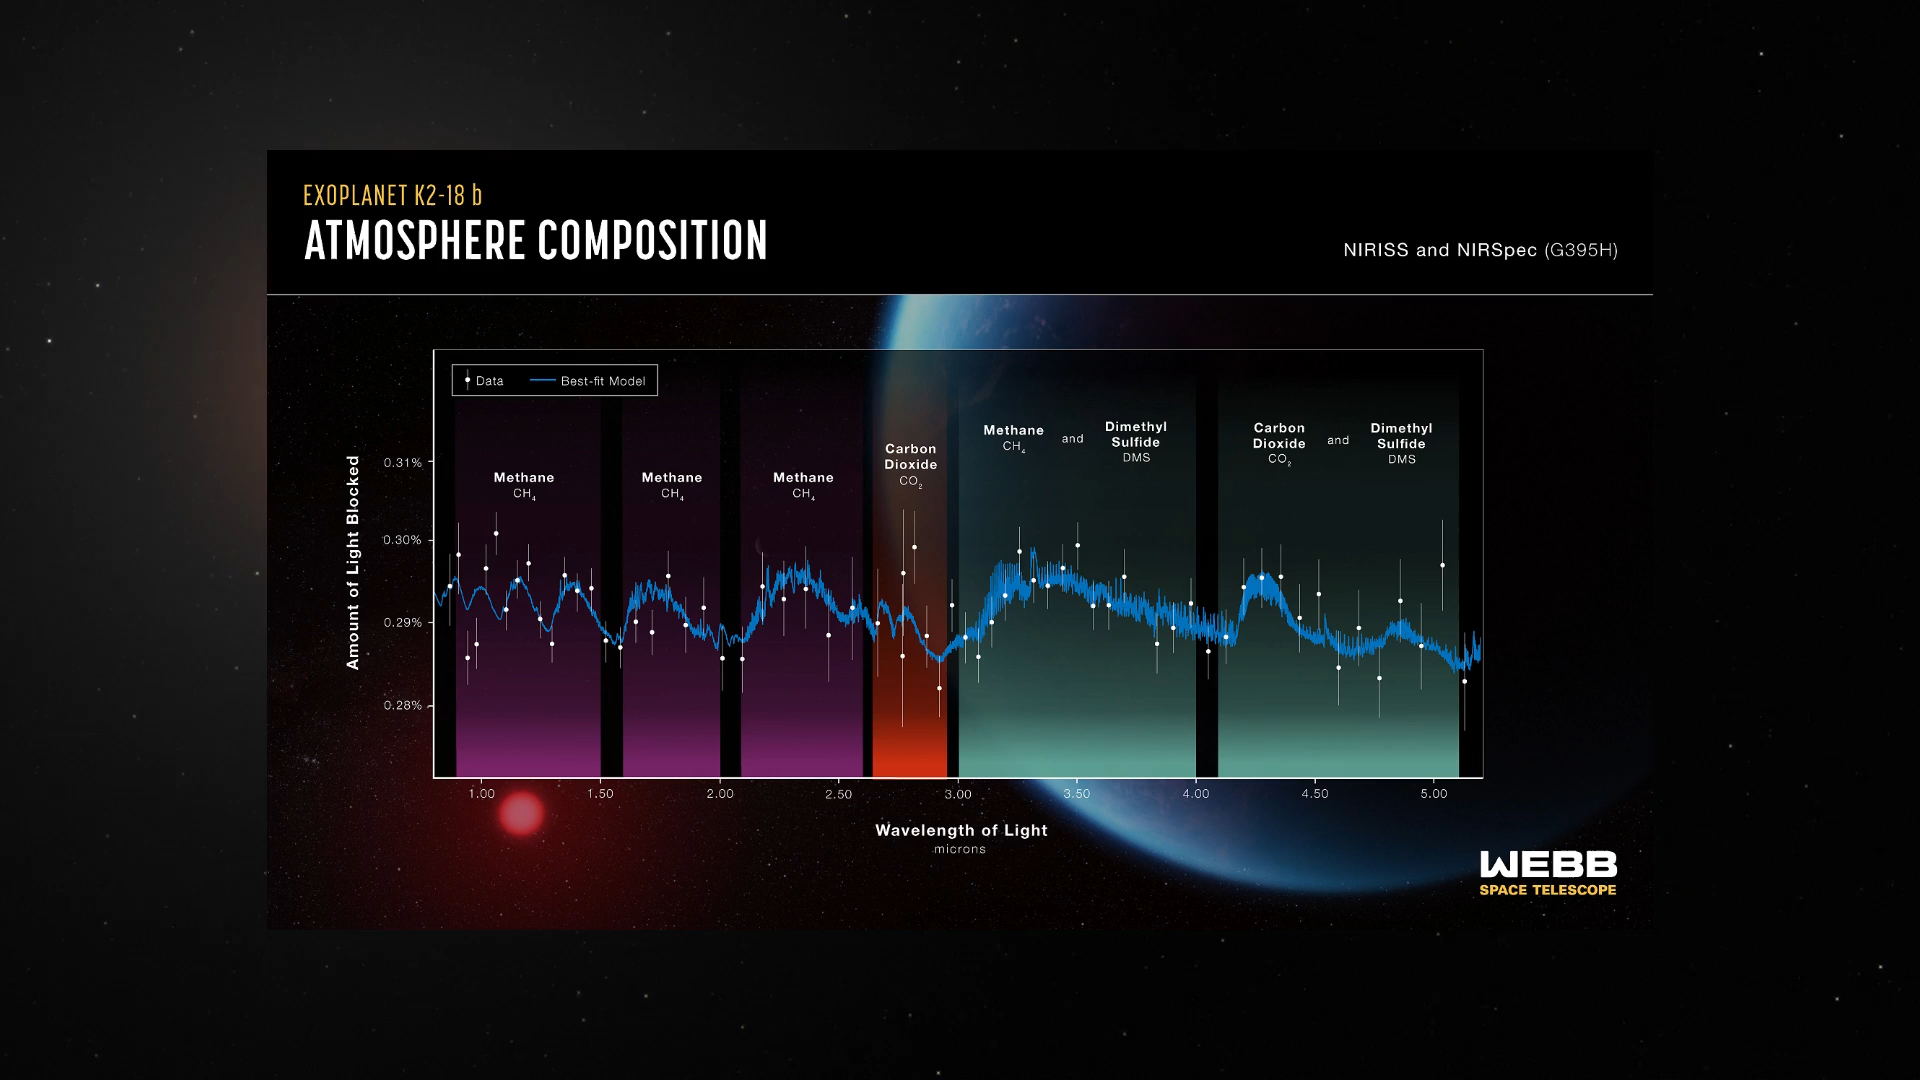 EXOPLANET K2-18 b
ATMOSPHERE COMPOSITION
NIRISS and NIRSpec (G395H)
Data
Best-fit Model
Amount of Light Blocked
0.31%
0.30%
0.29%
0.28%
Methane
CH₄
Methane
CH₄
Methane
CH₄
Carbon
Dioxide
CO₂
Methane
CH₄
and
Dimethyl
Sulfide
DMS
Carbon
Dioxide
CO₂
and
Dimethyl
Sulfide
DMS
1.00 1.50 2.00 2.50 3.00 3.50 4.00 4.50 5.00
Wavelength of Light
microns
WEBB
SPACE TELESCOPE